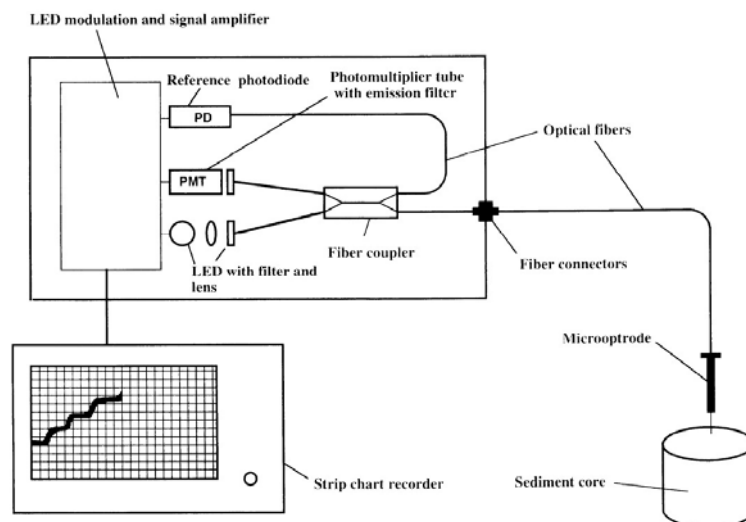 LED modulation and signal amplifier
Reference photodiode
Photomultiplier tube
with emission filter
PD
Optical fibers
PMT
Fiber coupler
LED with filter and
lens
Fiber connectors
Microoptrode
Strip chart recorder
Sediment core